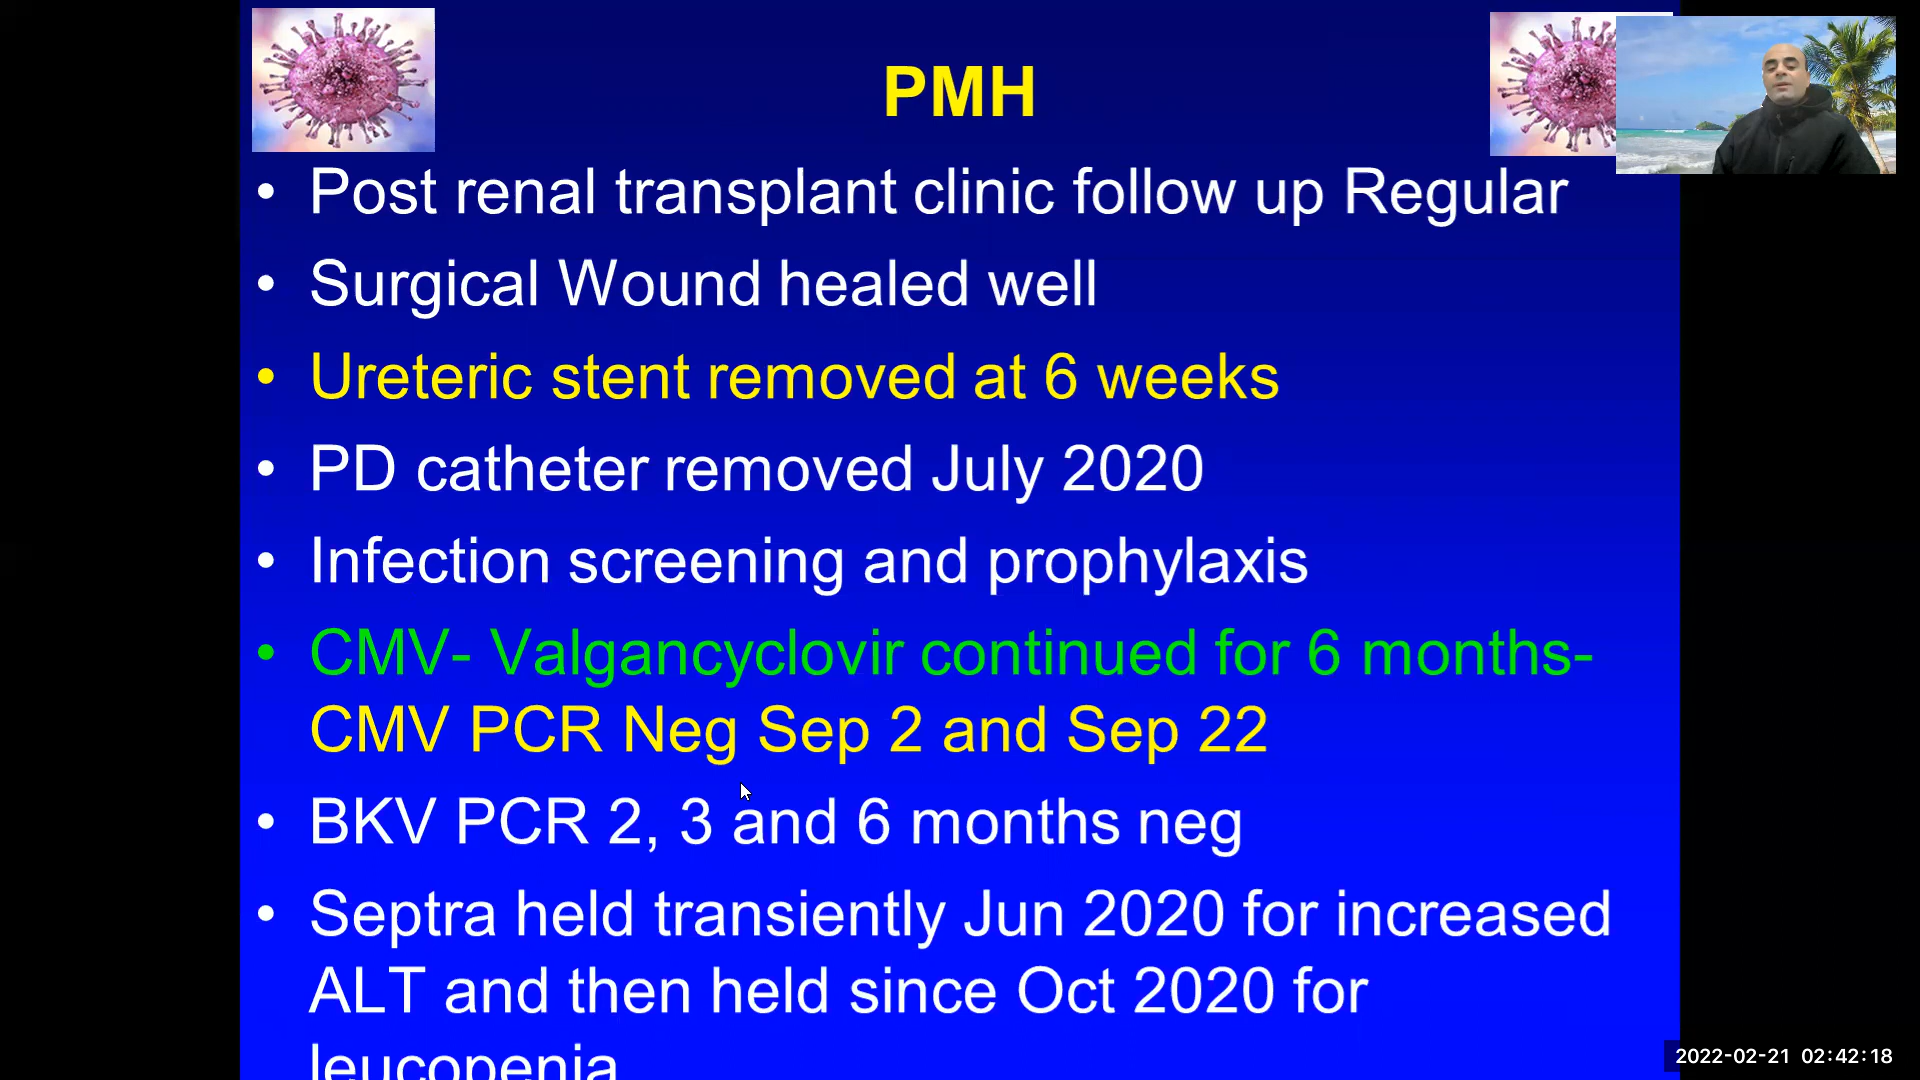 PMH
• Post renal transplant clinic follow up Regular
• Surgical Wound healed well
• Ureteric stent removed at 6 weeks
• PD catheter removed July 2020
• Infection screening and prophylaxis
• CMV- Valgancyclovir continued for 6 months-
CMV PCR Neg Sep 2 and Sep 22
• BKV PCR 2, 3 and 6 months neg
• Septra held transiently Jun 2020 for increased
ALT and then held since Oct 2020 for
leucopenia
2022-02-21 02:42:18